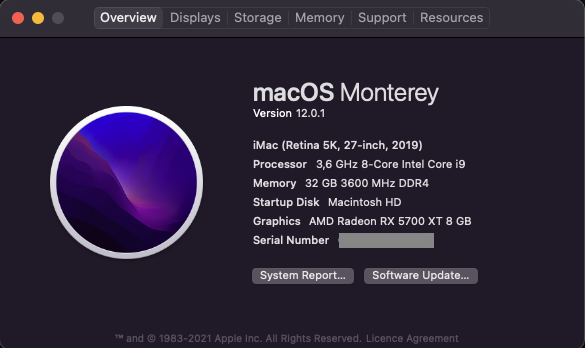 Overview Displays Storage Memory Support Resources
macOS Monterey
Version 12.0.1
iMac (Retina 5K, 27-inch, 2019)
Processor 3,6 GHz 8-Core Intel Core i9
Memory 32 GB 3600 MHz DDR4
Startup Disk Macintosh HD
Graphics AMD Radeon RX 5700 XT 8 GB
Serial Number
System Report... Software Update...
™ and © 1983-2021 Apple Inc. All Rights Reserved. Licence Agreement